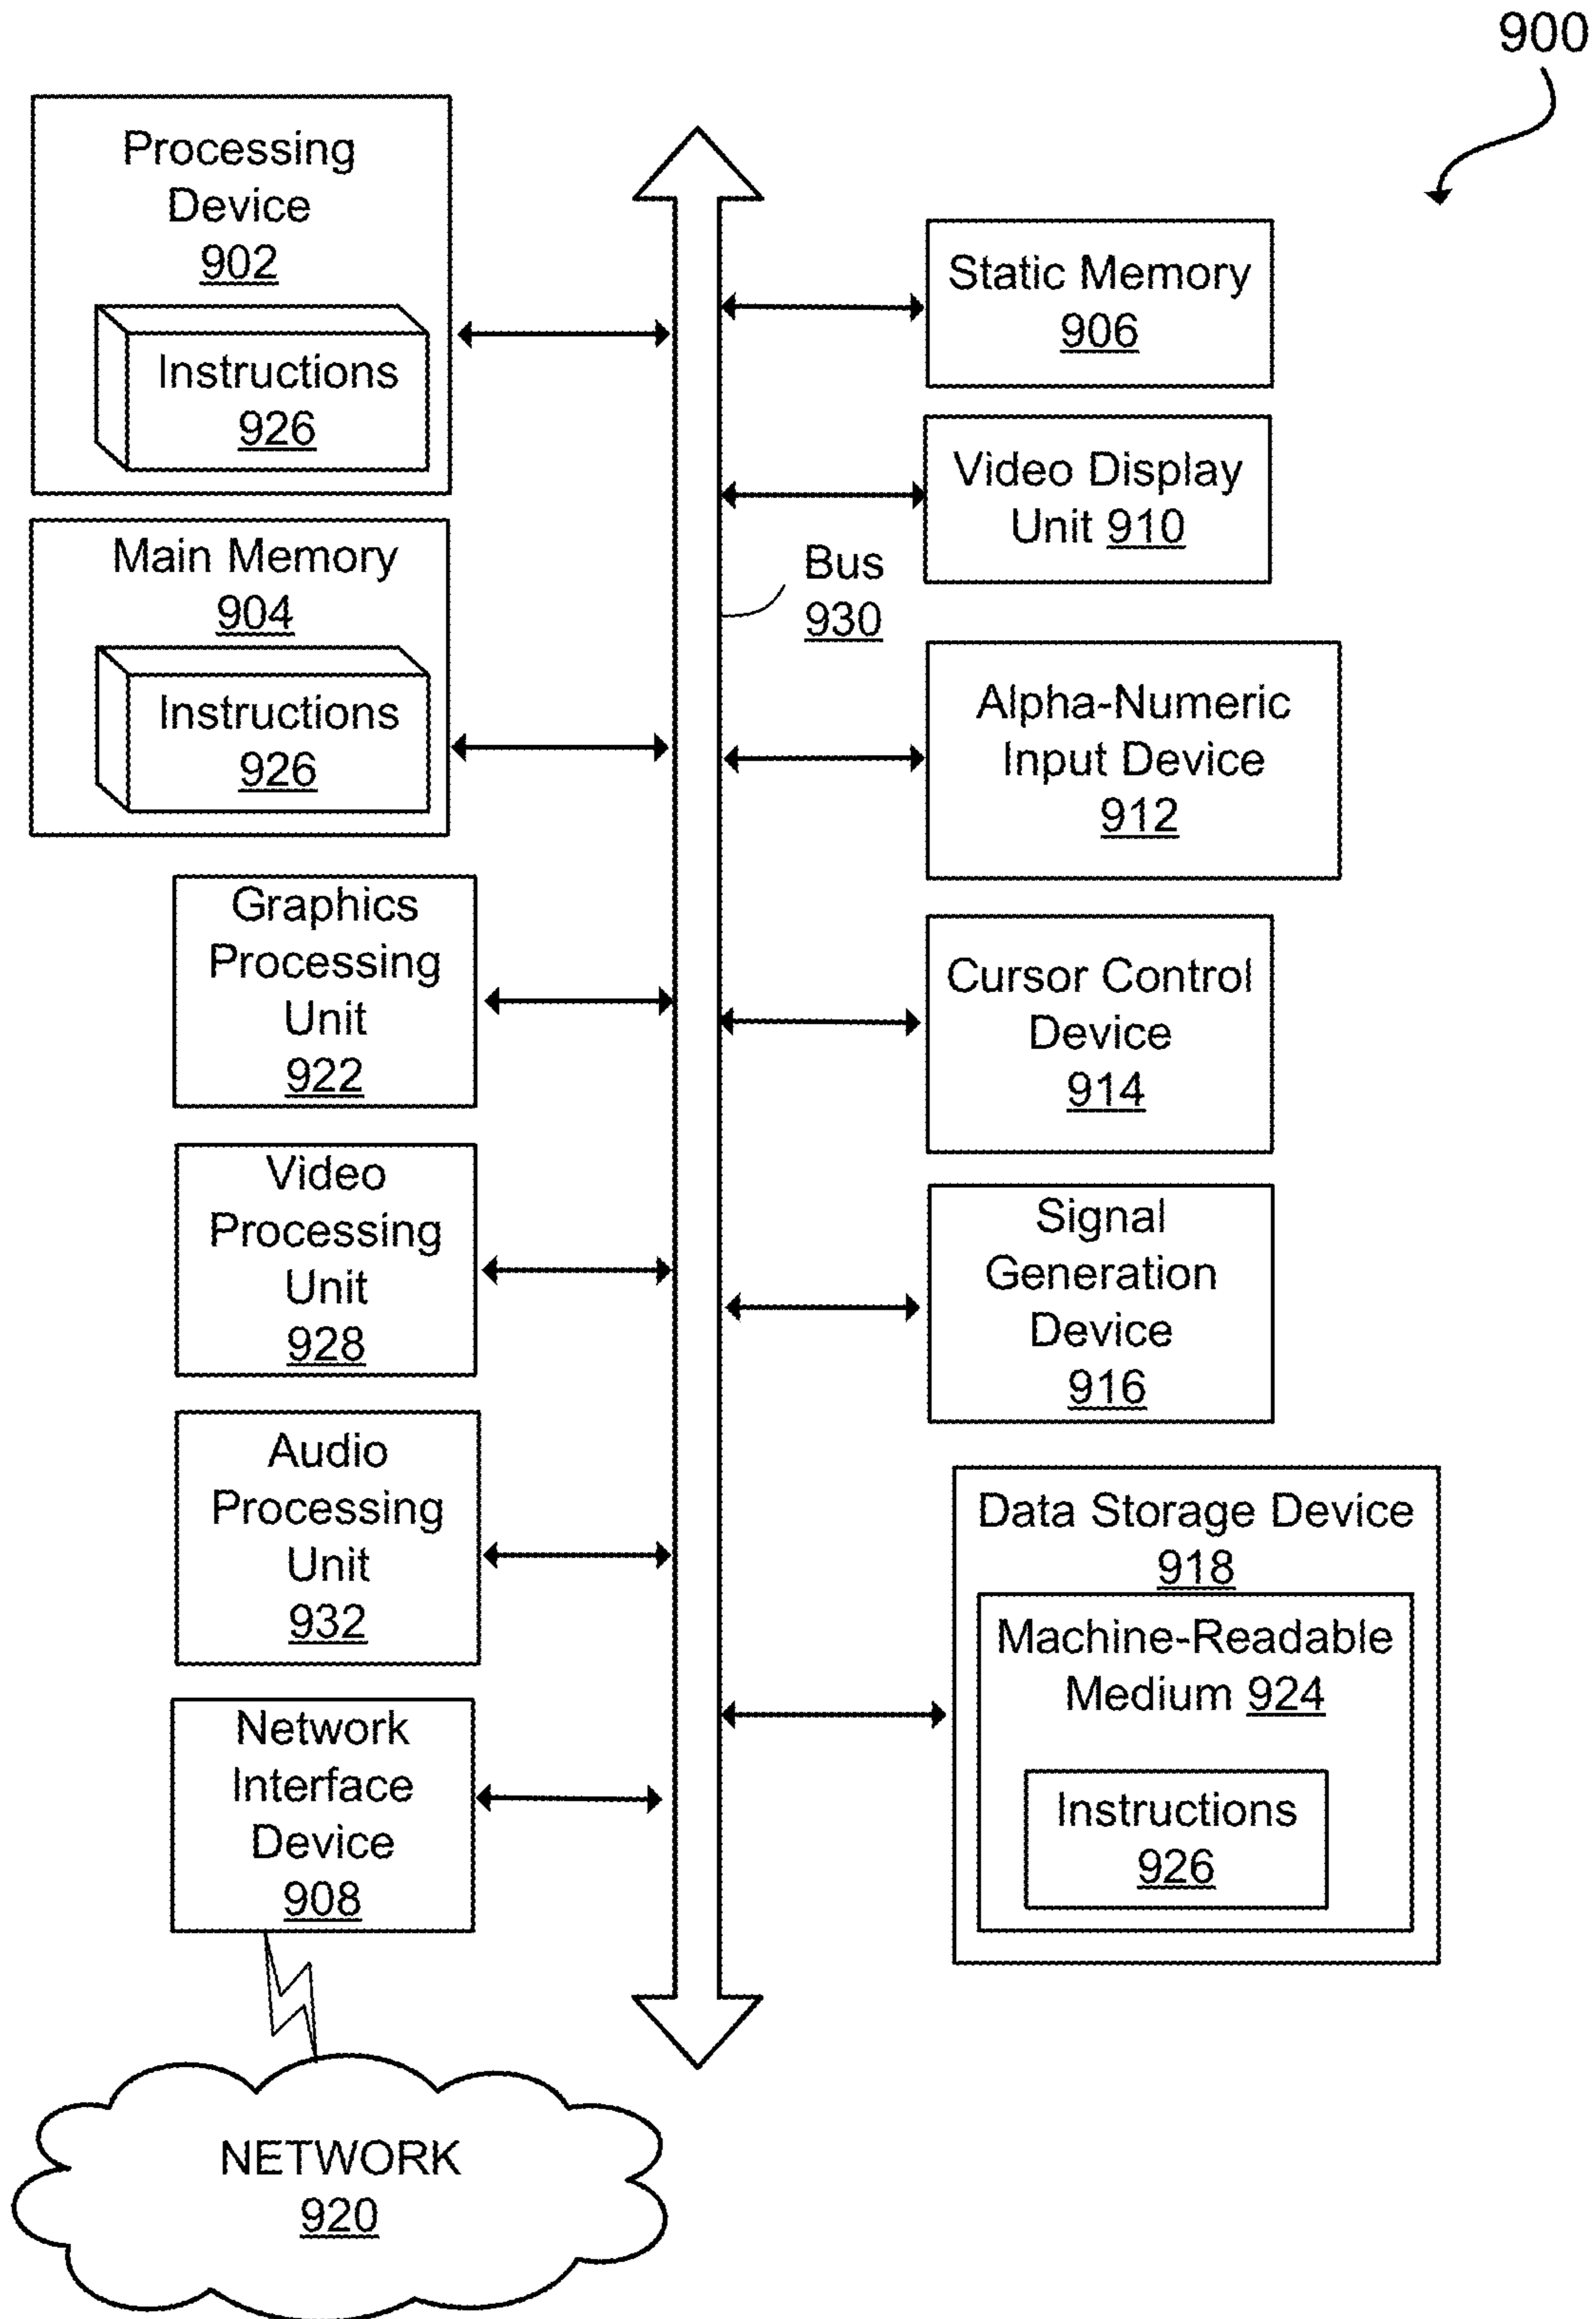 900
Processing
Device
902
Instructions
926
Main Memory
904
Instructions
926
Graphics
Processing
Unit
922
Video
Processing
Unit
928
Audio
Processing
Unit
932
Network
Interface
Device
908
NETWORK
920
Bus
930
Static Memory
906
Video Display
Unit 910
Alpha-Numeric
Input Device
912
Cursor Control
Device
914
Signal
Generation
Device
916
Data Storage Device
918
Machine-Readable
Medium 924
Instructions
926